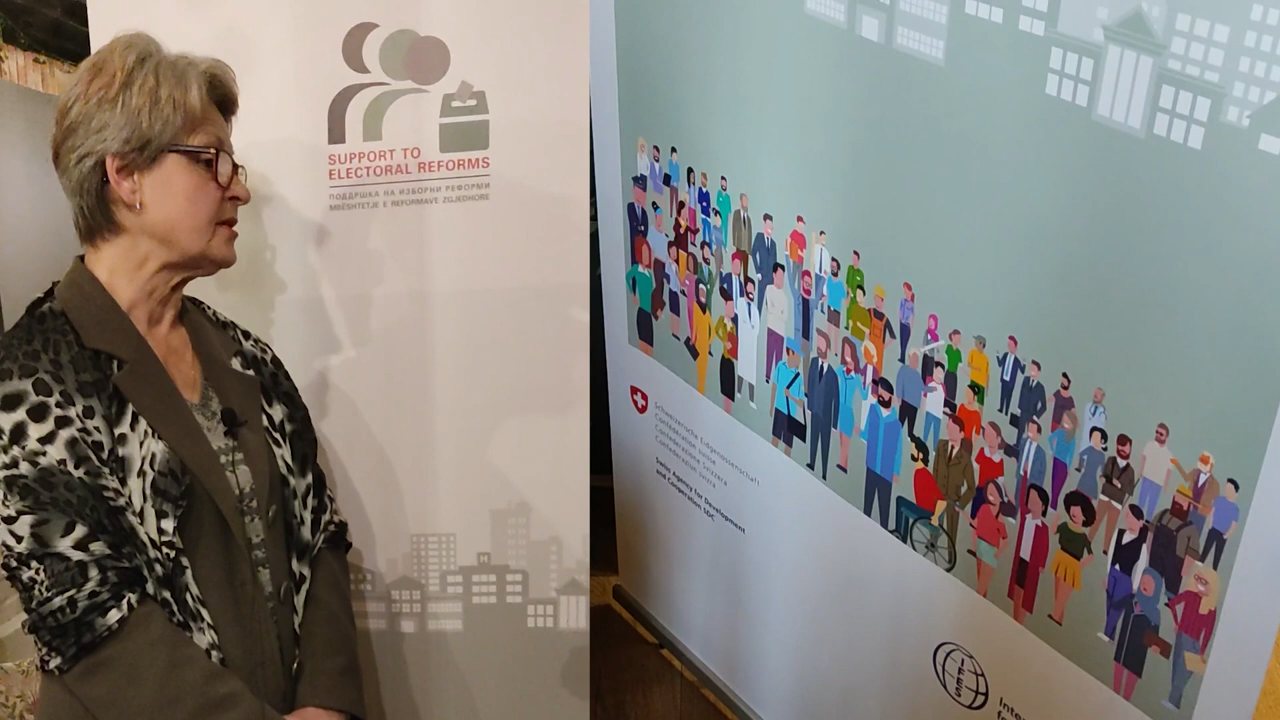 SUPPORT TO
ELECTORAL REFORMS
ПОДДРШКА НА ИЗБОРНИ РЕФОРМИ
MBËSHTETJE E REFORMAVE ZGJEDHORE
Schweizerische Eidgenossenschaft
Confédération suisse
Confederazione Svizzera
Confederaziun svizra
Swiss Agency for Development
and Cooperation SDC
IFES